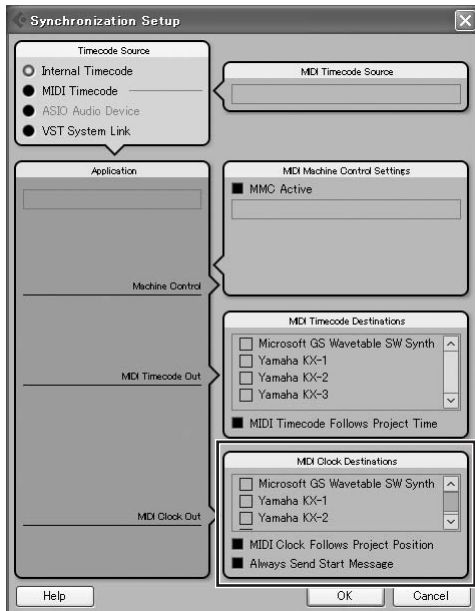 Synchronization Setup
Timecode Source
Internal Timecode
MIDI Timecode
ASIO Audio Device
VST System Link
MIDI Timecode Source
Application
Machine Control
MIDI Timecode Out
MIDI Clock Out
MIDI Machine Control Settings
MMC Active
MIDI Timecode Destinations
Microsoft GS Wavetable SW Synth
Yamaha KX-1
Yamaha KX-2
Yamaha KX-3
MIDI Timecode Follows Project Time
MIDI Clock Destinations
Microsoft GS Wavetable SW Synth
Yamaha KX-1
Yamaha KX-2
MIDI Clock Follows Project Position
Always Send Start Message
Help
OK
Cancel